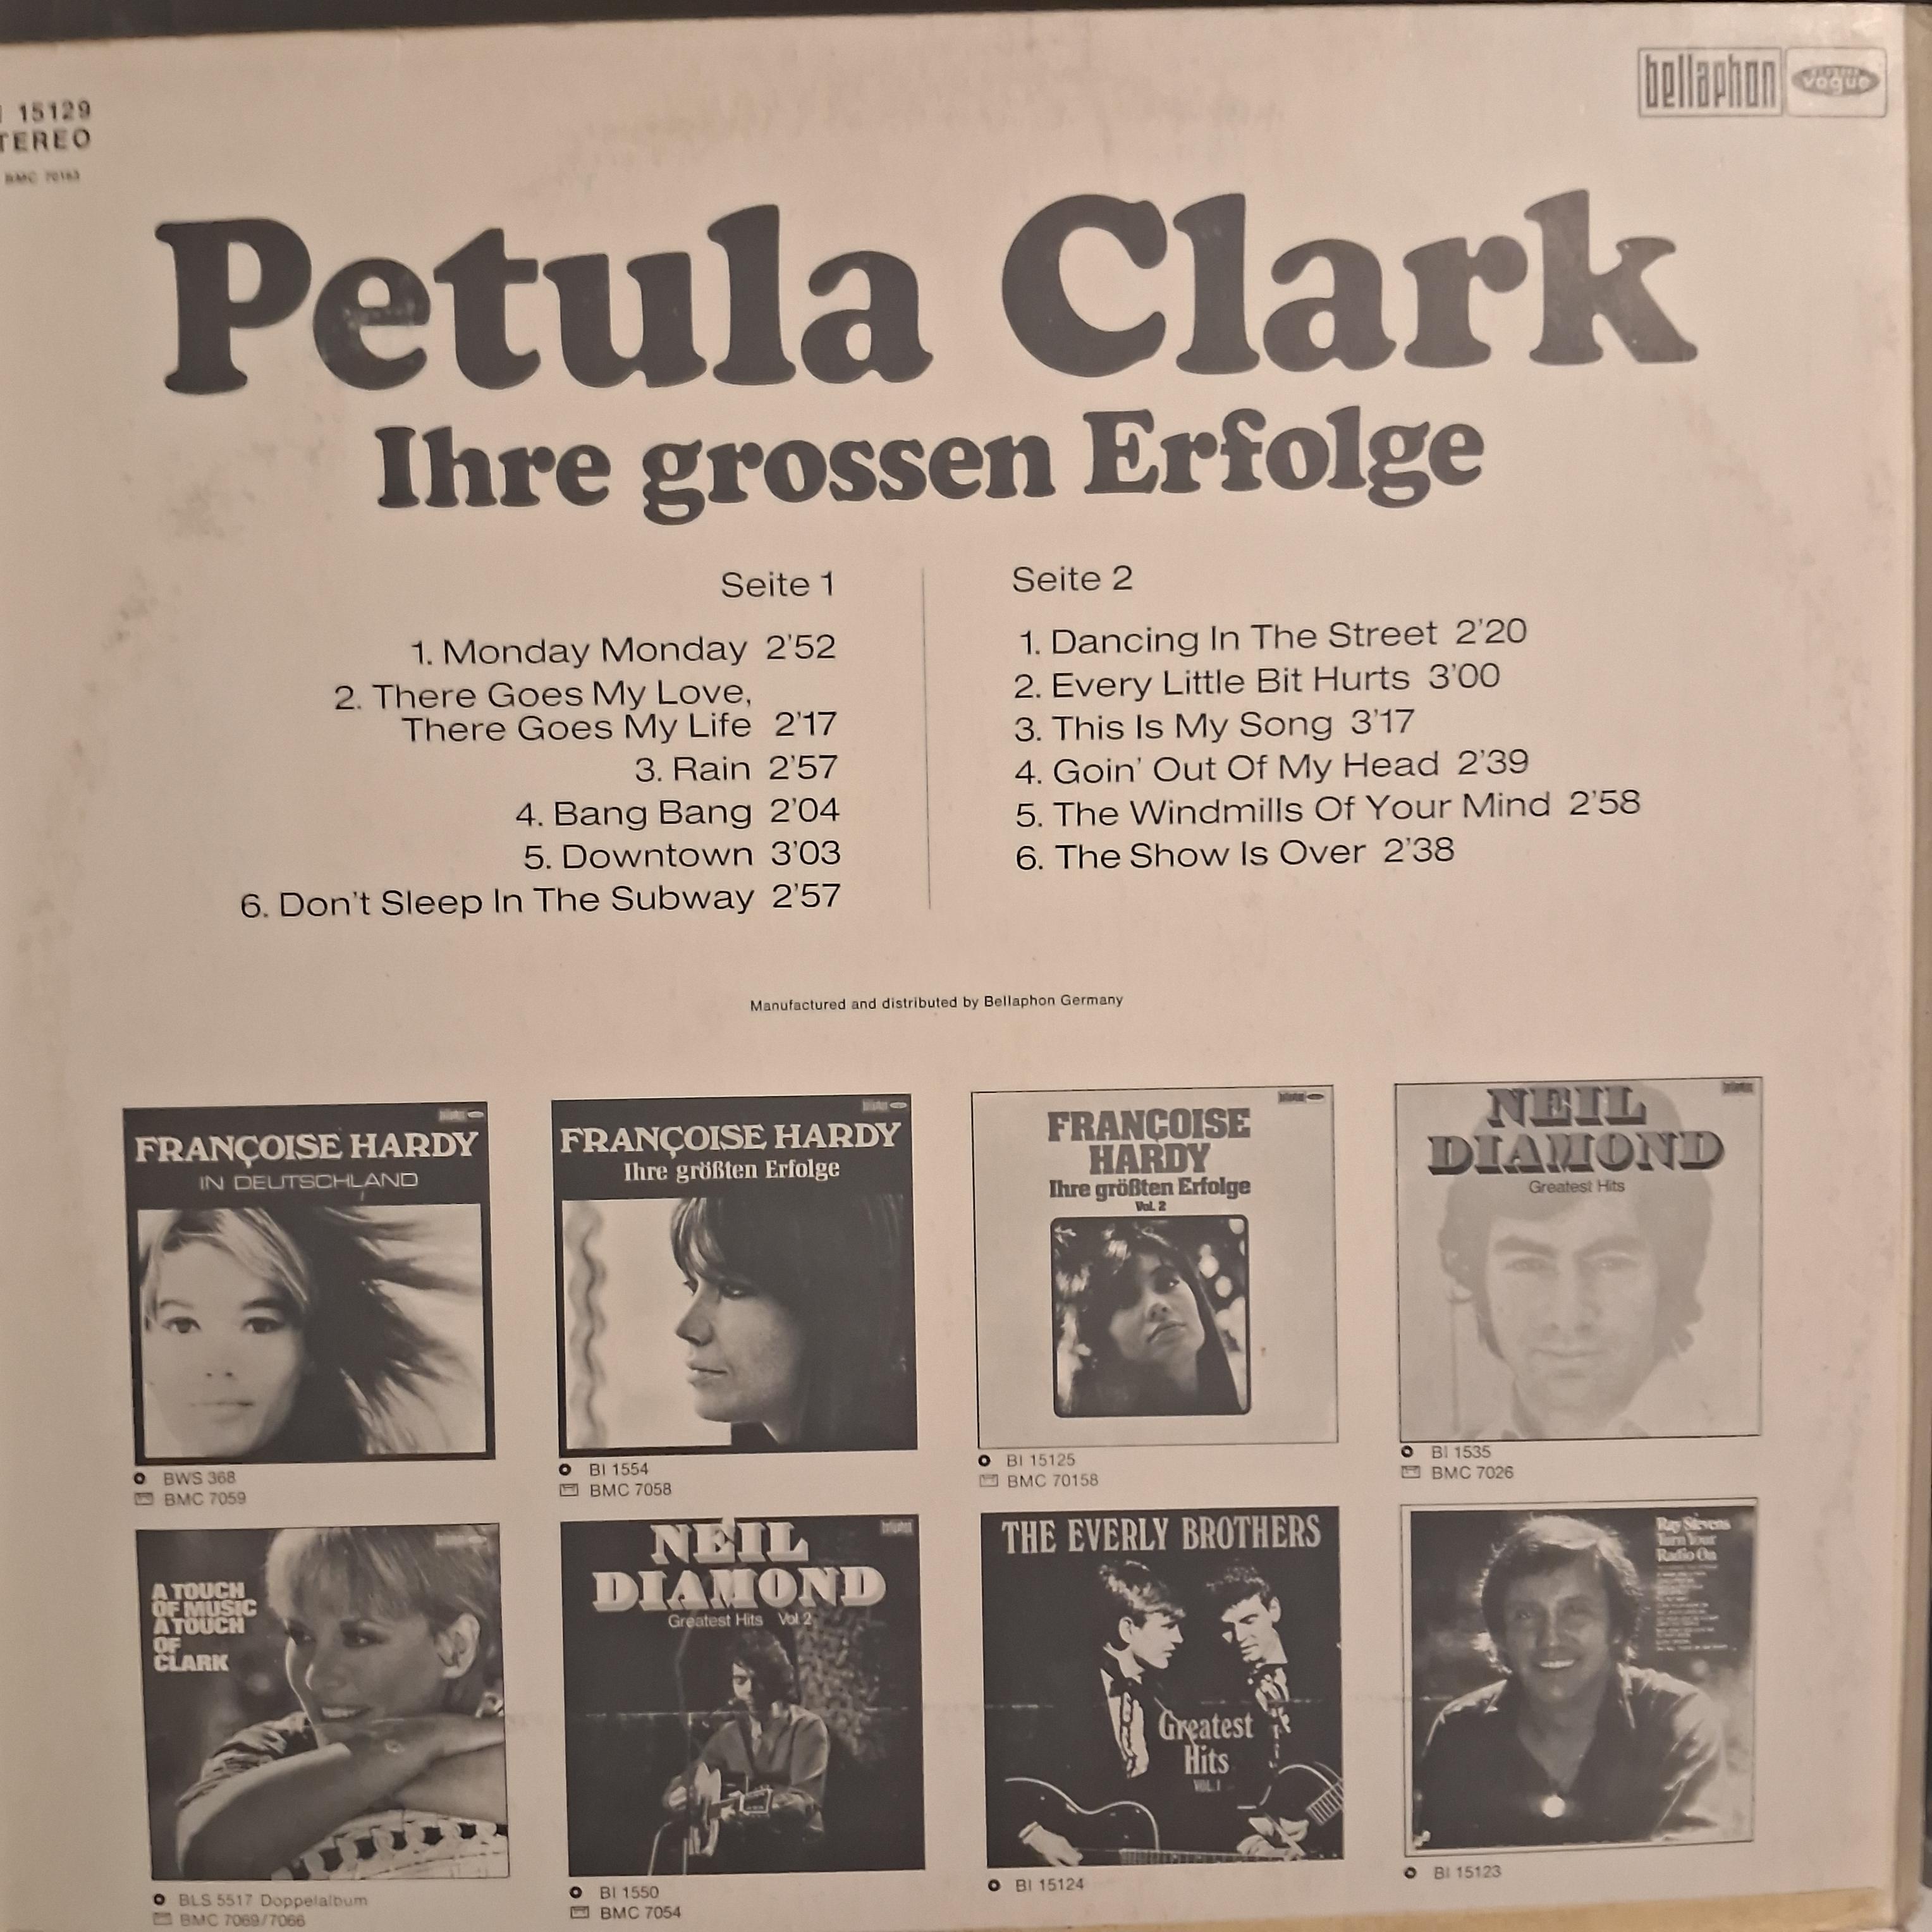 15129
TEREO
BMC 70163
bellaphon vogue
Petula Clark
Ihre grossen Erfolge
Seite 1
1. Monday Monday 2'52
2. There Goes My Love,
There Goes My Life 2'17
3. Rain 2'57
4. Bang Bang 2'04
5. Downtown 3'03
6. Don't Sleep In The Subway 2'57
Seite 2
1. Dancing In The Street 2'20
2. Every Little Bit Hurts 3'00
3. This Is My Song 3'17
4. Goin' Out Of My Head 2'39
5. The Windmills Of Your Mind 2'58
6. The Show Is Over 2'38
Manufactured and distributed by Bellaphon Germany
FRANÇOISE HARDY
IN DEUTSCHLAND
BWS 368
BMC 7059
FRANÇOISE HARDY
Ihre größten Erfolge
BI 1554
BMC 7058
FRANÇOISE
HARDY
Ihre größten Erfolge
Vol. 2
BI 15125
BMC 70158
NEIL
DIAMOND
Greatest Hits
BI 1535
BMC 7026
A TOUCH
OF MUSIC
A TOUCH
OF
CLARK
BLS 5517 Doppelalbum
BMC 7069/7066
NEIL
DIAMOND
Greatest Hits Vol 2
BI 1550
BMC 7054
THE EVERLY BROTHERS
Greatest
Hits
VOL. 1
BI 15124
Ray Stevens
Turn Your
Radio On
BI 15123